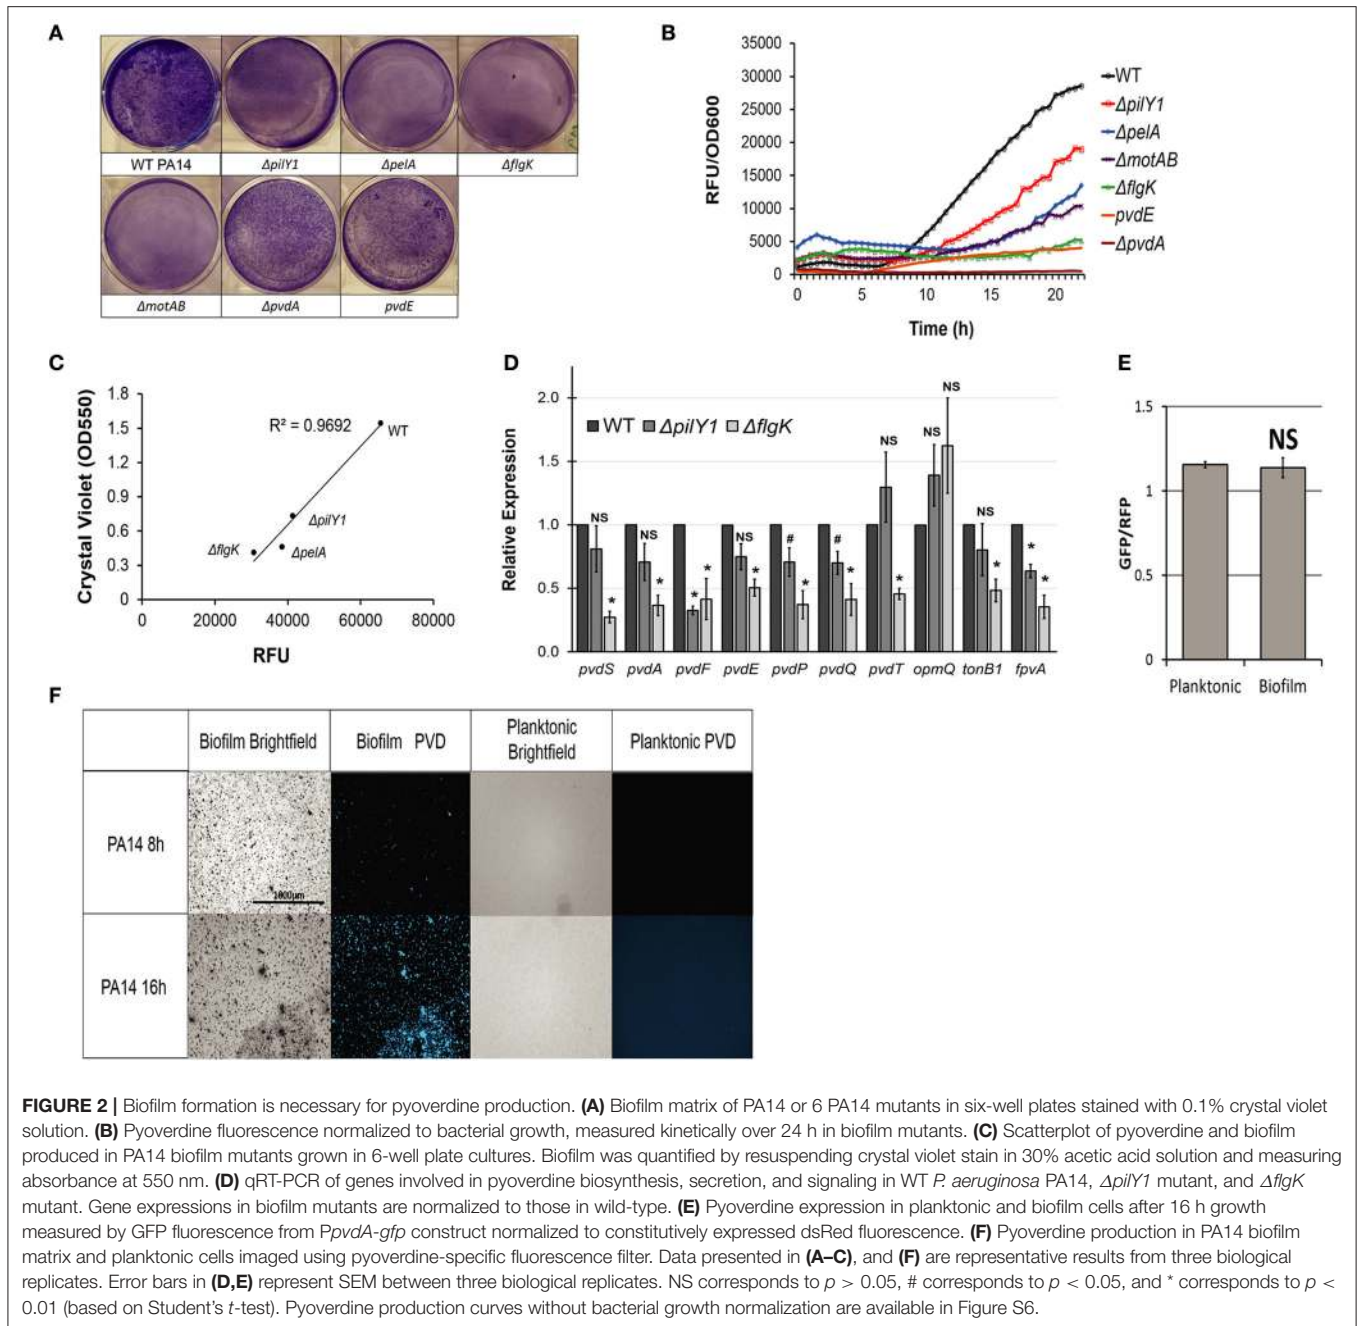 A
WT PA14
ΔpilY1
ΔpelA
ΔflgK
ΔmotAB
ΔpvdA
pvdE
B
RFU/OD600
35000
30000
25000
20000
15000
10000
5000
0
0 5 10 15 20
Time (h)
WT
ΔpilY1
ΔpelA
ΔmotAB
ΔflgK
pvdE
ΔpvdA
C
Crystal Violet (OD550)
1.8
1.5
1.2
0.9
0.6
0.3
0
R² = 0.9692
WT
ΔpilY1
ΔflgK
ΔpelA
0 20000 40000 60000 80000
RFU
D
Relative Expression
2.0
1.5
1.0
0.5
0.0
WT ΔpilY1 ΔflgK
NS * NS * * * NS * # * # * NS * NS NS NS * * *
pvdS pvdA pvdF pvdE pvdP pvdQ pvdT opmQ tonB1 fpvA
E
GFP/RFP
1.5
1
0.5
0
NS
Planktonic Biofilm
F
Biofilm Brightfield
Biofilm PVD
Planktonic
Brightfield
Planktonic PVD
PA14 8h
1000µm
PA14 16h
FIGURE 2 | Biofilm formation is necessary for pyoverdine production. (A) Biofilm matrix of PA14 or 6 PA14 mutants in six-well plates stained with 0.1% crystal violet
solution. (B) Pyoverdine fluorescence normalized to bacterial growth, measured kinetically over 24 h in biofilm mutants. (C) Scatterplot of pyoverdine and biofilm
produced in PA14 biofilm mutants grown in 6-well plate cultures. Biofilm was quantified by resuspending crystal violet stain in 30% acetic acid solution and measuring
absorbance at 550 nm. (D) qRT-PCR of genes involved in pyoverdine biosynthesis, secretion, and signaling in WT P. aeruginosa PA14, ΔpilY1 mutant, and ΔflgK
mutant. Gene expressions in biofilm mutants are normalized to those in wild-type. (E) Pyoverdine expression in planktonic and biofilm cells after 16 h growth
measured by GFP fluorescence from PpvdA-gfp construct normalized to constitutively expressed dsRed fluorescence. (F) Pyoverdine production in PA14 biofilm
matrix and planktonic cells imaged using pyoverdine-specific fluorescence filter. Data presented in (A–C), and (F) are representative results from three biological
replicates. Error bars in (D,E) represent SEM between three biological replicates. NS corresponds to p > 0.05, # corresponds to p < 0.05, and * corresponds to p <
0.01 (based on Student's t-test). Pyoverdine production curves without bacterial growth normalization are available in Figure S6.